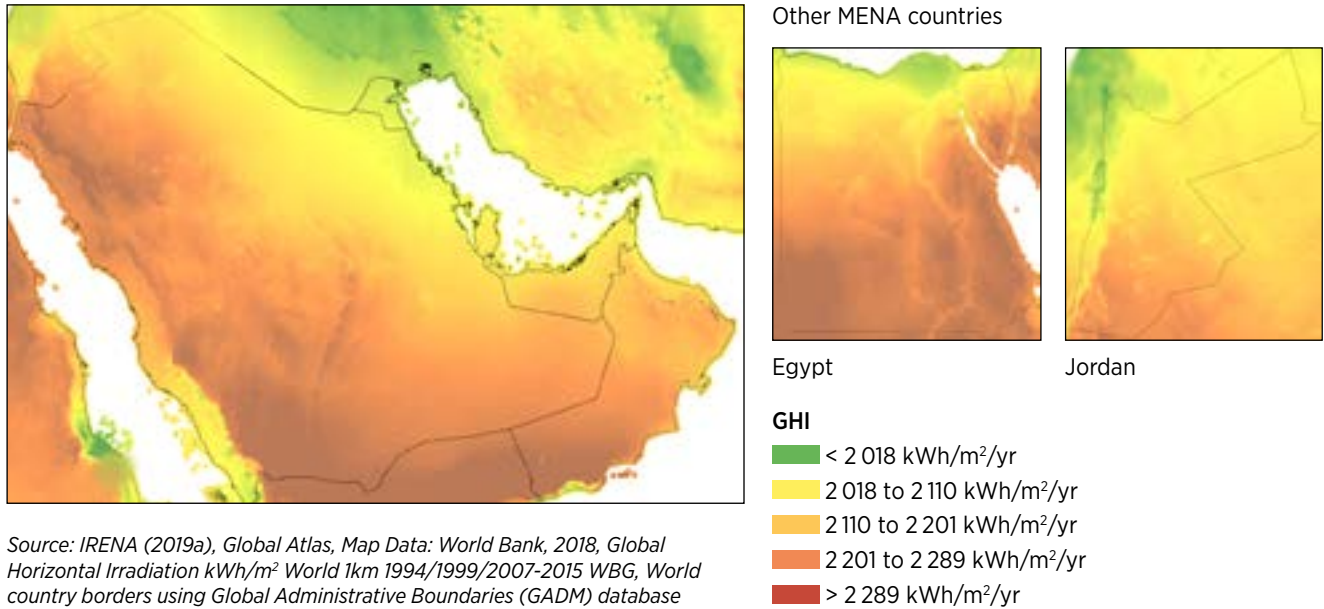 Other MENA countries
Egypt
Jordan
GHI
< 2 018 kWh/m²/yr
2 018 to 2 110 kWh/m²/yr
2 110 to 2 201 kWh/m²/yr
2 201 to 2 289 kWh/m²/yr
> 2 289 kWh/m²/yr
Source: IRENA (2019a), Global Atlas, Map Data: World Bank, 2018, Global
Horizontal Irradiation kWh/m² World 1km 1994/1999/2007-2015 WBG, World
country borders using Global Administrative Boundaries (GADM) database